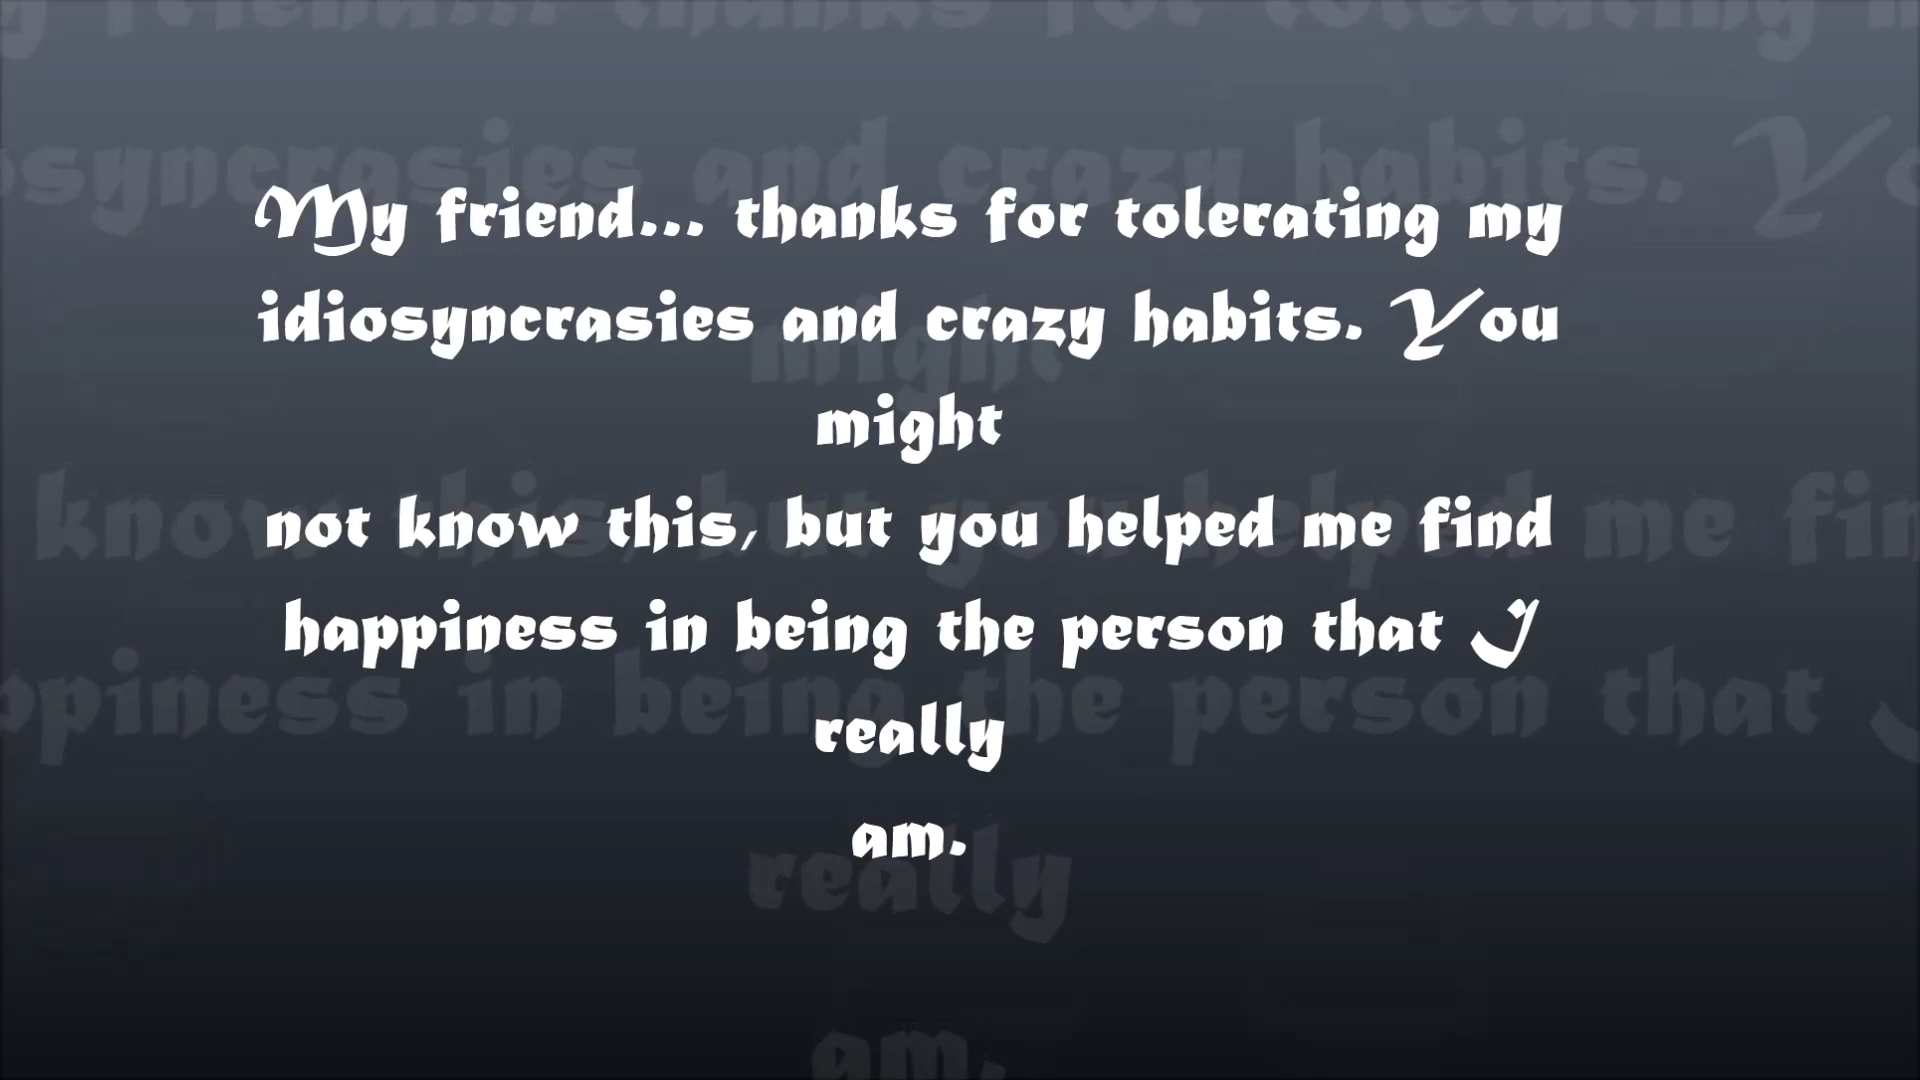 My friend... thanks for tolerating my
idiosyncrasies and crazy habits. You
might
not know this, but you helped me find
happiness in being the person that I
really
am.